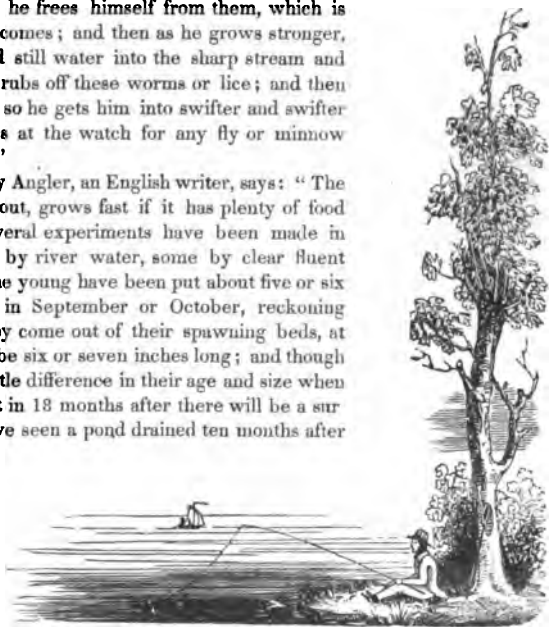 he frees himself from them, which is
comes; and then as he grows stronger,
still water into the sharp stream and
rubs off these worms or lice; and then
so he gets him into swifter and swifter
s at the watch for any fly or minnow
”
y Angler, an English writer, says: “ The
out, grows fast if it has plenty of food
veral experiments have been made in
by river water, some by clear fluent
ne young have been put about five or six
in September or October, reckoning
ey come out of their spawning beds, at
be six or seven inches long; and though
tle difference in their age and size when
in 18 months after there will be a sur
ve seen a pond drained ten months after